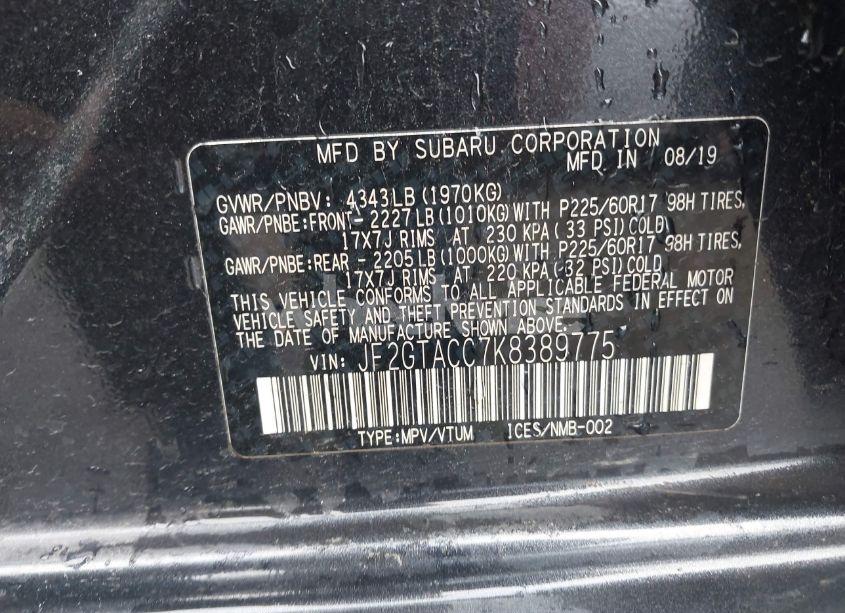 MFD BY SUBARU CORPORATION
MFD IN 08/19
GVWR/PNBV: 4343LB(1970KG)
GAWR/PNBE:FRONT-2227LB(1010KG)WITH P225/60R17 98H TIRES,
17X7J RIMS AT 230 KPA(33 PSI)COLD
GAWR/PNBE:REAR -2205LB(1000KG)WITH P225/60R17 98H TIRES,
17X7J RIMS AT 220 KPA(32 PSI)COLD
THIS VEHICLE CONFORMS TO ALL APPLICABLE FEDERAL MOTOR
VEHICLE SAFETY AND THEFT PREVENTION STANDARDS IN EFFECT ON
THE DATE OF MANUFACTURE SHOWN ABOVE.
VIN: JF2GTACC7K8389775
TYPE:MPV/VTUM ICES/NMB-002